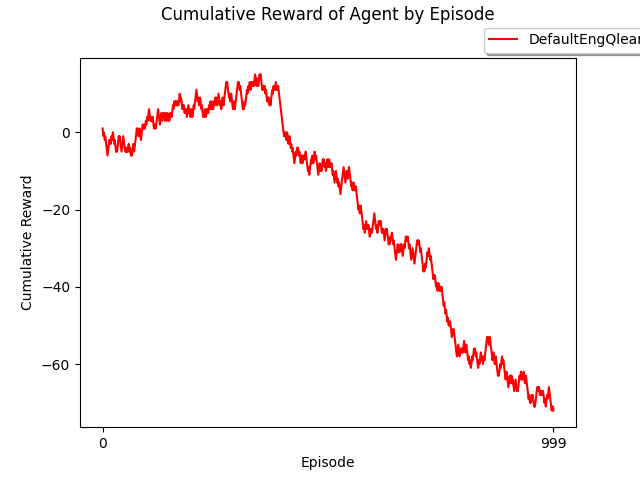 Cumulative Reward of Agent by Episode
DefaultEngQlear
0
−20
−40
−60
Cumulative Reward
0
999
Episode